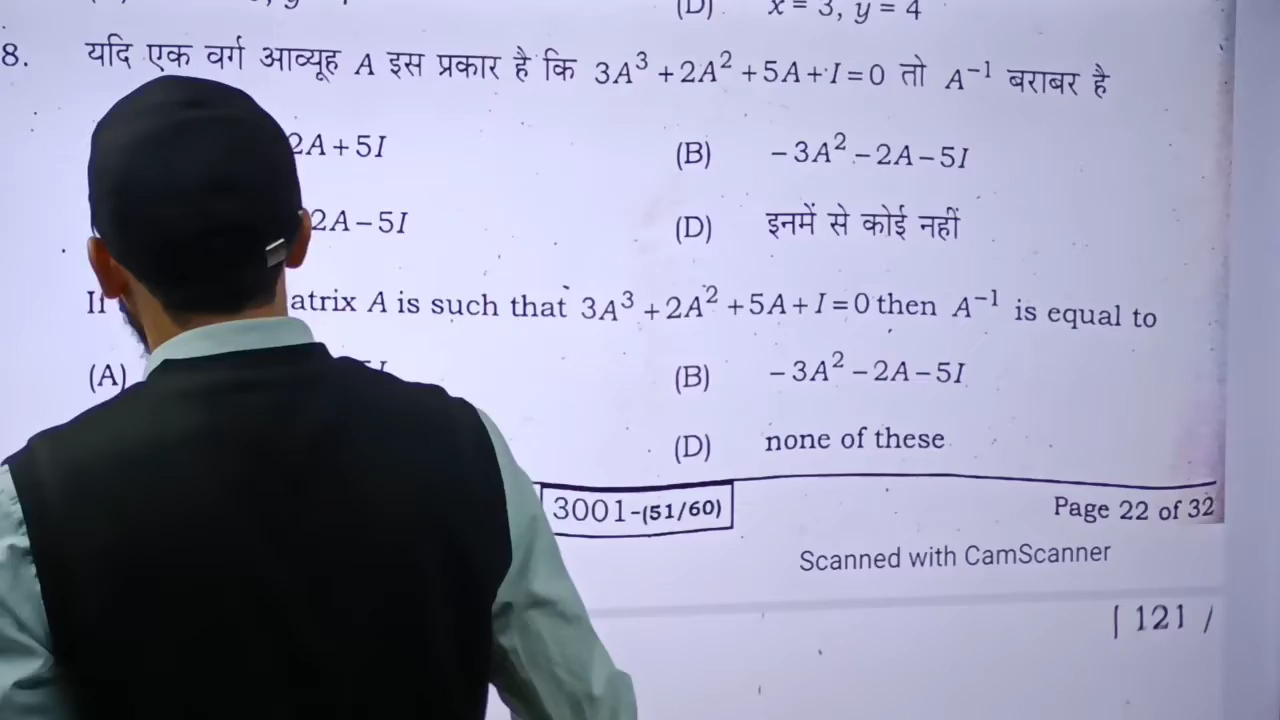 (D) x = 3, y = 4
8. यदि एक वर्ग आव्यूह A इस प्रकार है कि 3A³ + 2A² + 5A + I = 0 तो A⁻¹ बराबर है
2A + 5I (B) - 3A² - 2A - 5I
2A - 5I (D) इनमें से कोई नहीं
If atrix A is such that 3A³ + 2A² + 5A + I = 0 then A⁻¹ is equal to
(A) (B) - 3A² - 2A - 5I
(D) none of these
3001-(51/60) Page 22 of 32
Scanned with CamScanner
[ 121 /